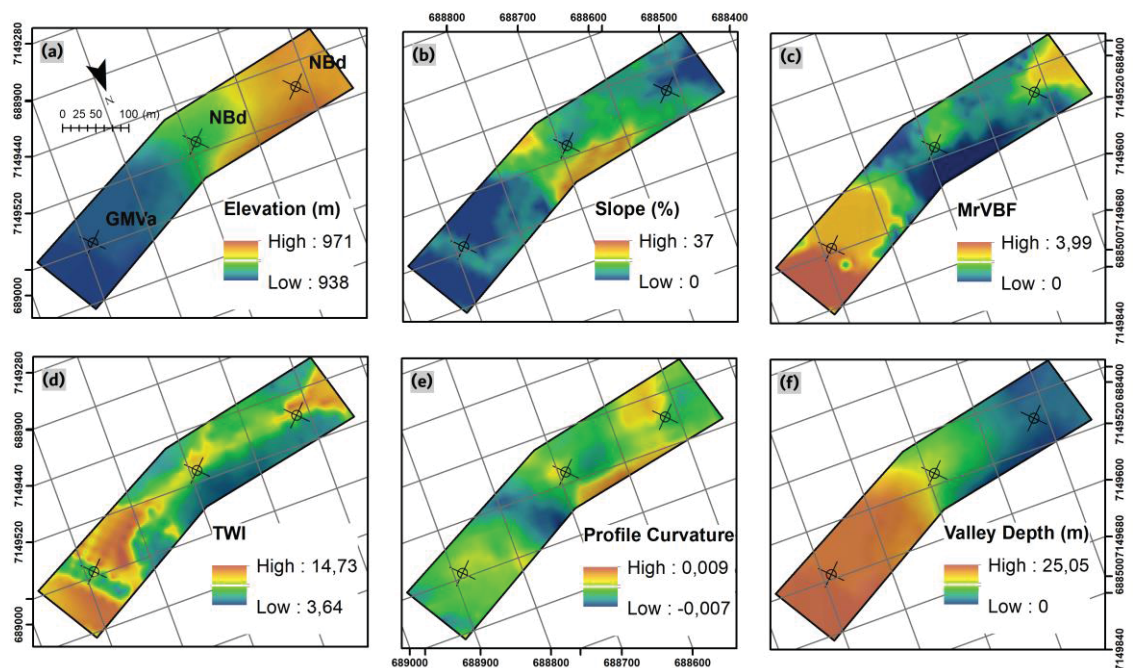 688800 688700 688600 688500 688400
(a)
NBd
NBd
GMVa
N
0 25 50 100 (m)
Elevation (m)
High : 971
Low : 938
7149280
688900
7149440
7149520
689000
(b)
Slope (%)
High : 37
Low : 0
(c)
MrVBF
High : 3,99
Low : 0
688400
7149520
7149600
7149680
688500
7149840
(d)
TWI
High : 14,73
Low : 3,64
7149280
688900
7149440
7149520
689000
(e)
Profile Curvature
High : 0,009
Low : -0,007
(f)
Valley Depth (m)
High : 25,05
Low : 0
688400
7149520
7149600
7149680
688500
7149840
689000 688900 688800 688700 688600